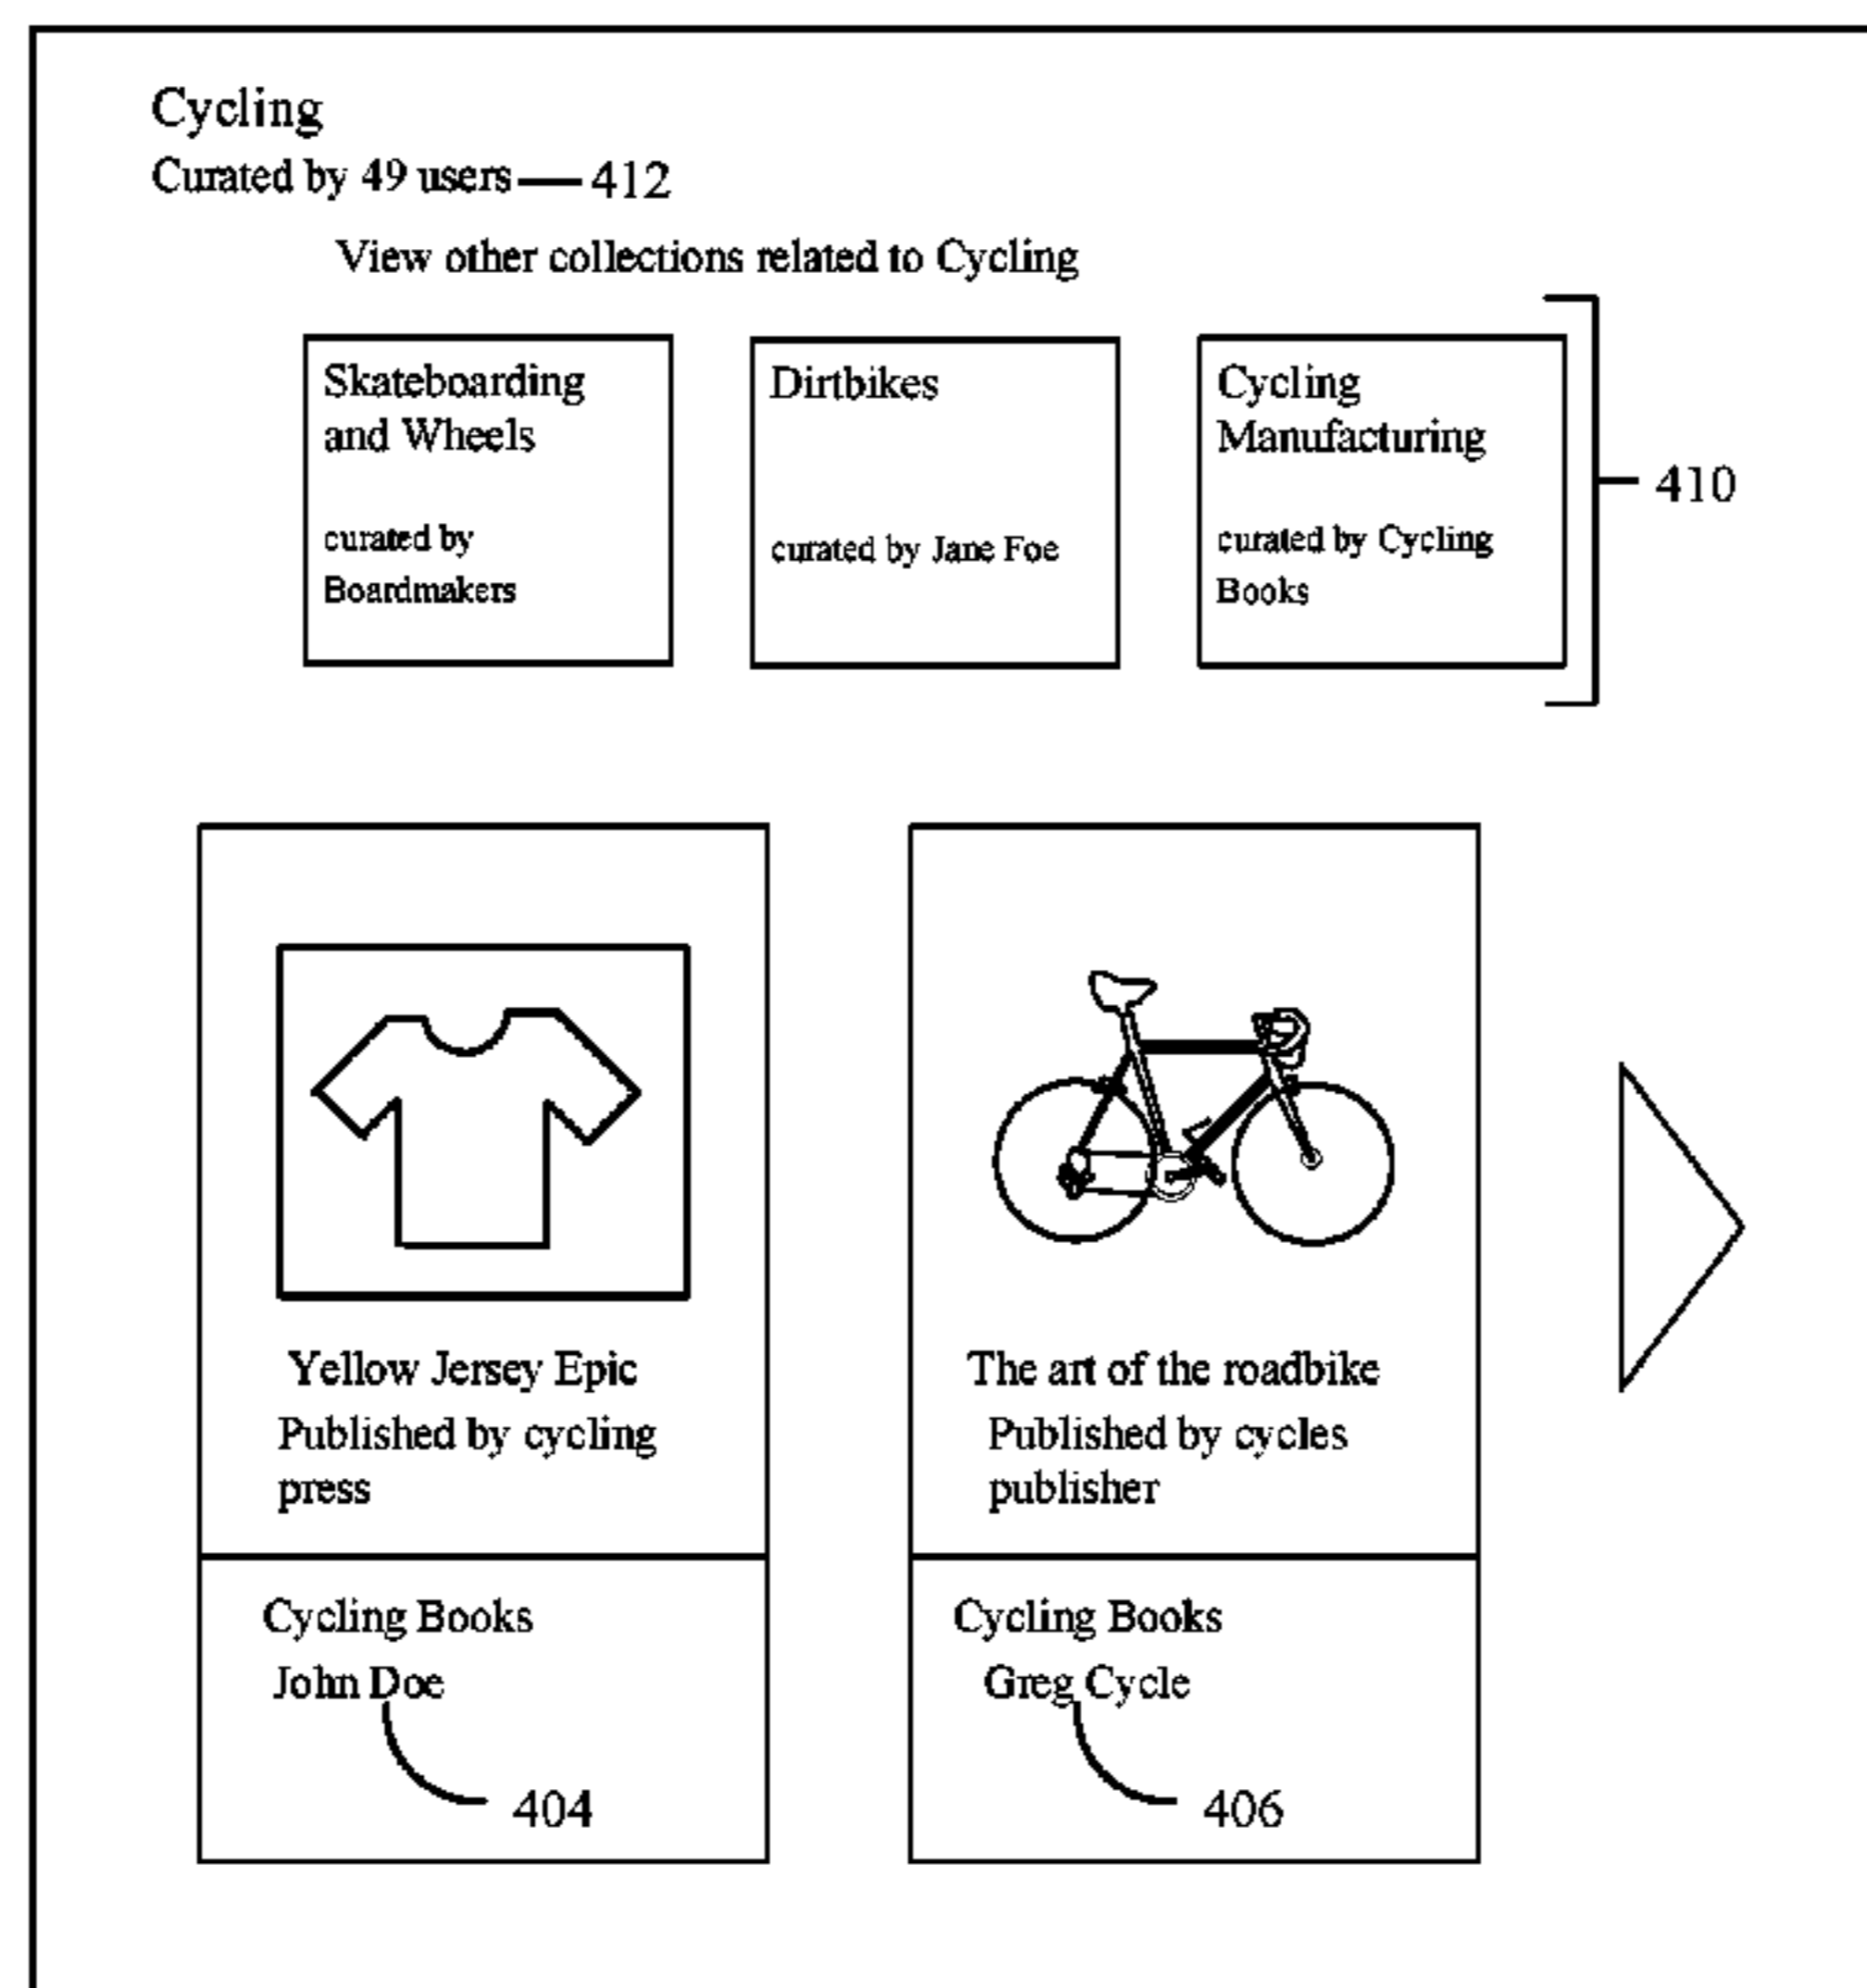 Cycling
Curated by 49 users 412
View other collections related to Cycling
Skateboarding
and Wheels
curated by
Boardmakers
Dirtbikes
curated by Jane Foe
Cycling
Manufacturing
curated by Cycling
Books
410
Yellow Jersey Epic
Published by cycling
press
Cycling Books
John Doe
404
The art of the roadbike
Published by cycles
publisher
Cycling Books
Greg Cycle
406